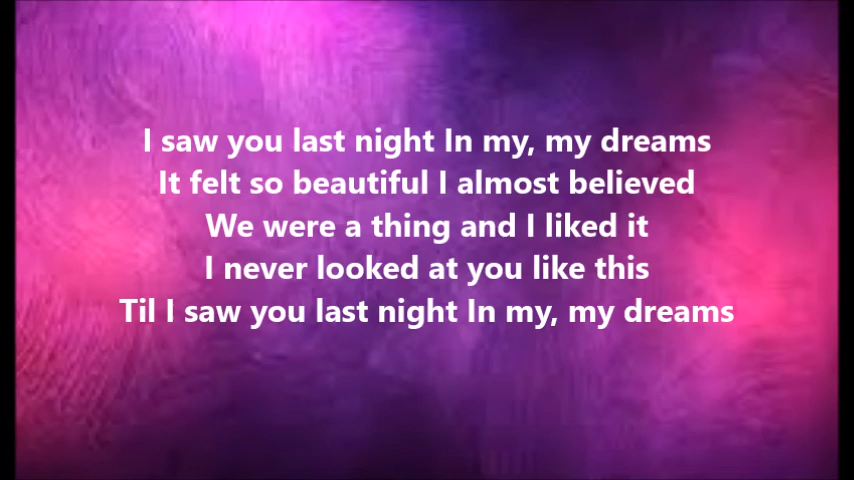 I saw you last night In my, my dreams
It felt so beautiful I almost believed
We were a thing and I liked it
I never looked at you like this
Til I saw you last night In my, my dreams